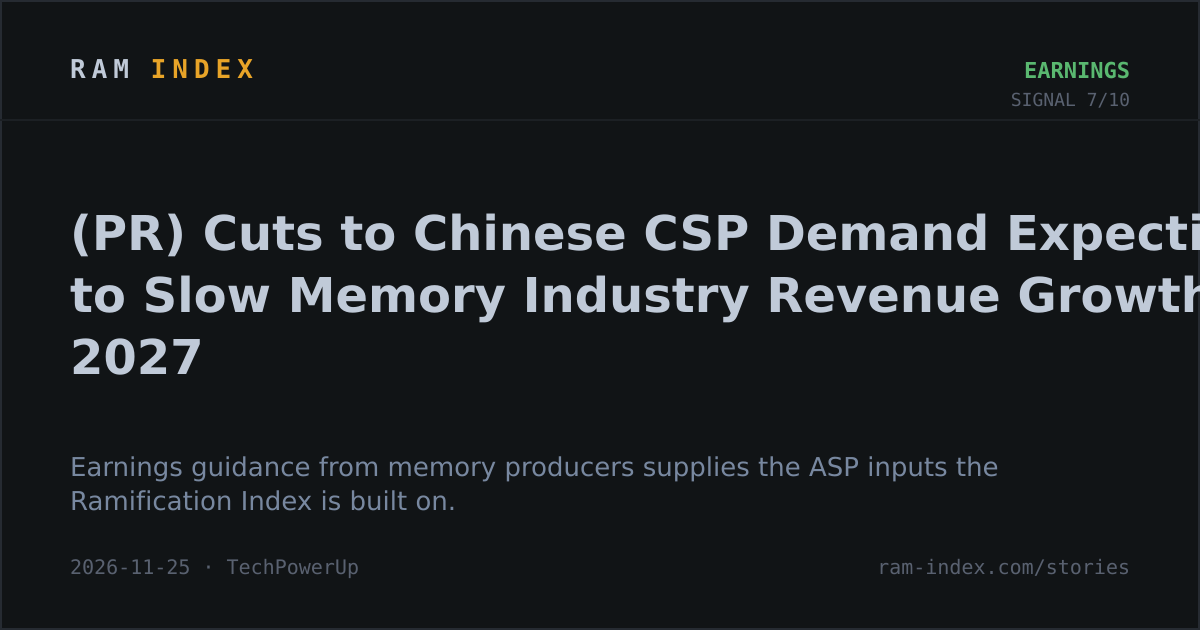 RAM INDEX
EARNINGS
SIGNAL 7/10
(PR) Cuts to Chinese CSP Demand Expecti
to Slow Memory Industry Revenue Growth
2027
Earnings guidance from memory producers supplies the ASP inputs the
Ramification Index is built on.
2026-11-25 · TechPowerUp
ram-index.com/stories